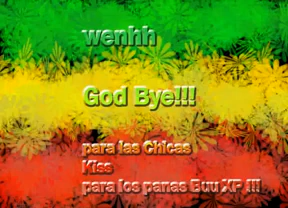 wenhh
God Bye!!!
para las Chicas
Kiss
para los panas Buu XP !!!